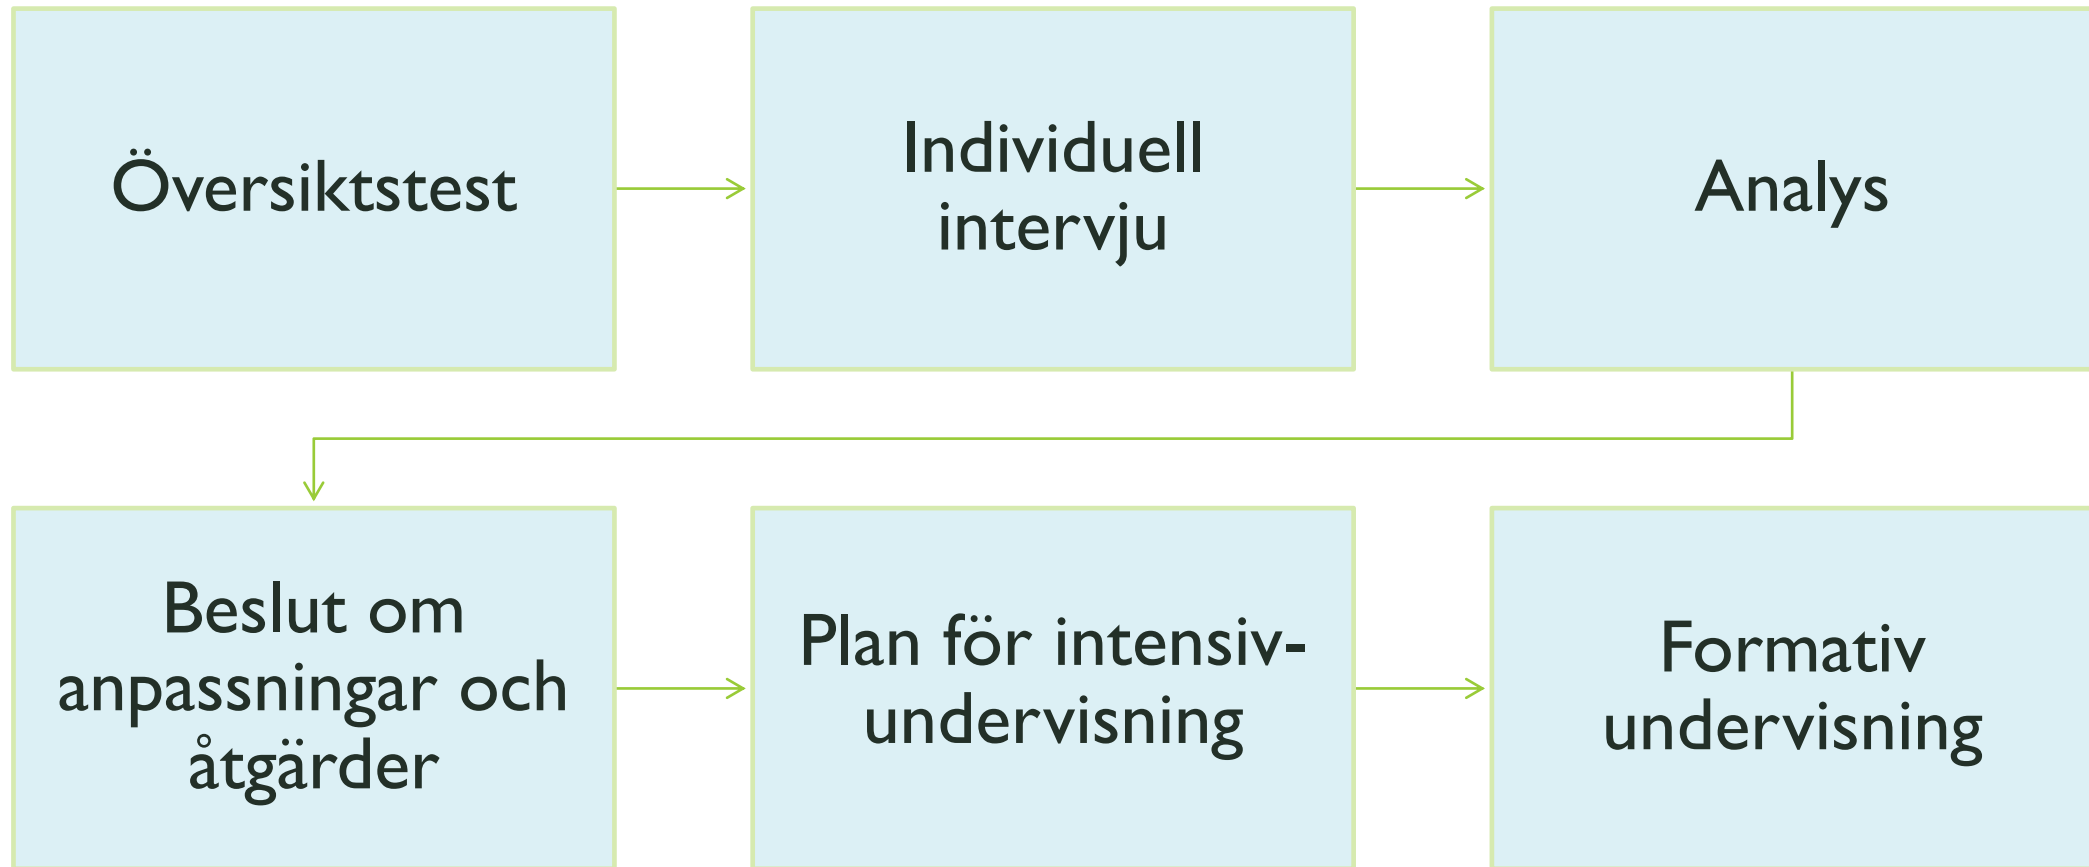 Översiktstest
Individuell
intervju
Analys
Beslut om
anpassningar och
åtgärder
Plan för intensiv-
undervisning
Formativ
undervisning